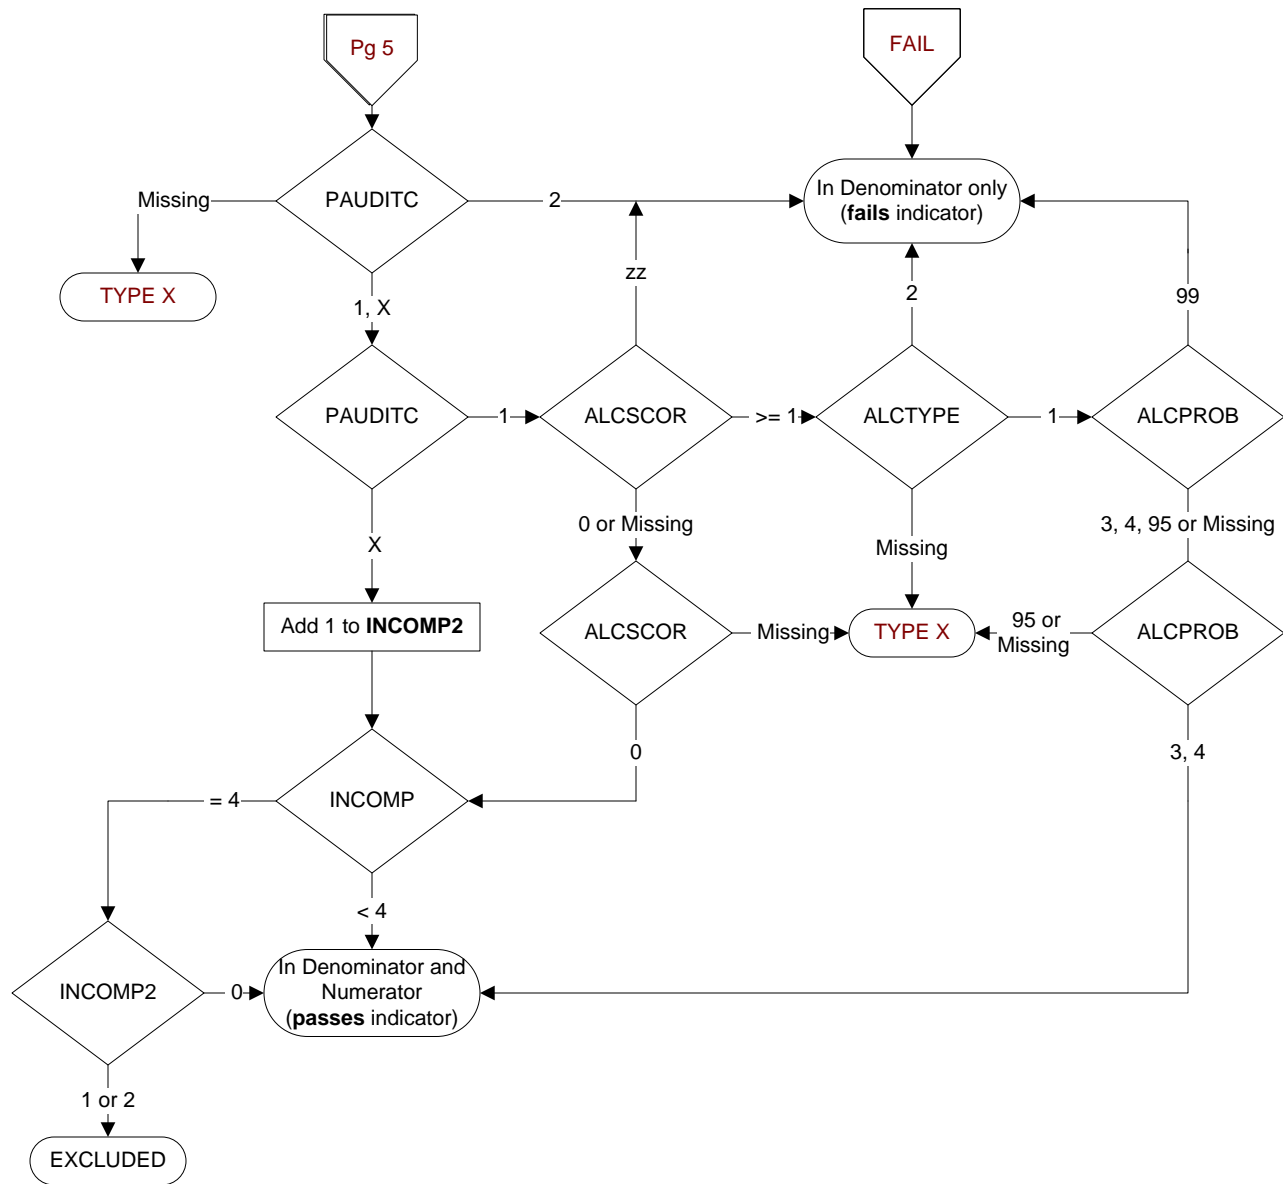 Pg 5
FAIL
PAUDITC
Missing
2
In Denominator only
(fails indicator)
TYPE X
zz
2
99
1, X
PAUDITC
1
ALCSCOR
>= 1
ALCTYPE
1
ALCPROB
0 or Missing
3, 4, 95 or Missing
X
Missing
Add 1 to INCOMP2
ALCSCOR
Missing
TYPE X
95 or
Missing
ALCPROB
0
3, 4
= 4
INCOMP
< 4
INCOMP2
0
In Denominator and
Numerator
(passes indicator)
1 or 2
EXCLUDED